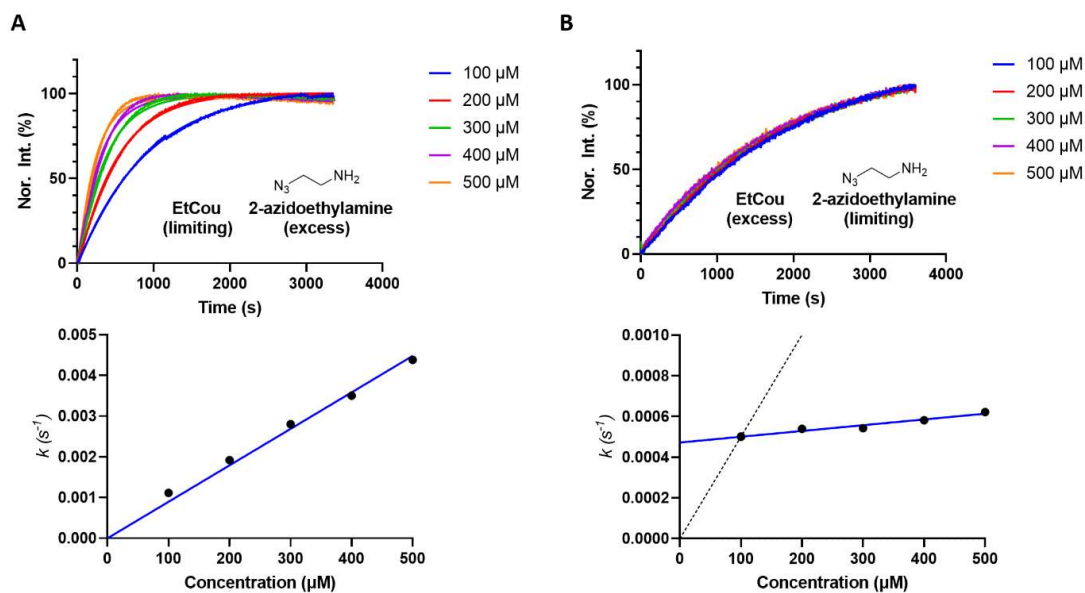 A
Nor. Int. (%)
100
50
0
0 1000 2000 3000 4000
Time (s)
N₃ NH₂
EtCou 2-azidoethylamine
(limiting) (excess)
100 µM
200 µM
300 µM
400 µM
500 µM
k (s⁻¹)
0.005
0.004
0.003
0.002
0.001
0.000
0 100 200 300 400 500
Concentration (µM)
B
Nor. Int. (%)
100
50
0
0 1000 2000 3000 4000
Time (s)
N₃ NH₂
EtCou 2-azidoethylamine
(excess) (limiting)
100 µM
200 µM
300 µM
400 µM
500 µM
k (s⁻¹)
0.0010
0.0008
0.0006
0.0004
0.0002
0.0000
0 100 200 300 400 500
Concentration (µM)